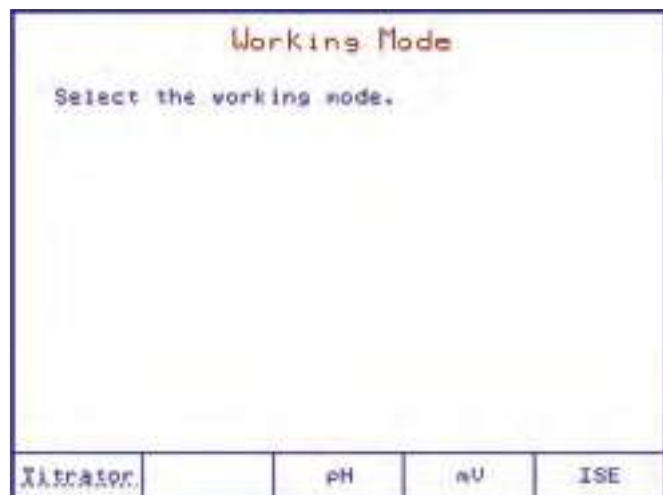 Working Mode
Select the working mode.
Titrator
pH
mV
ISE